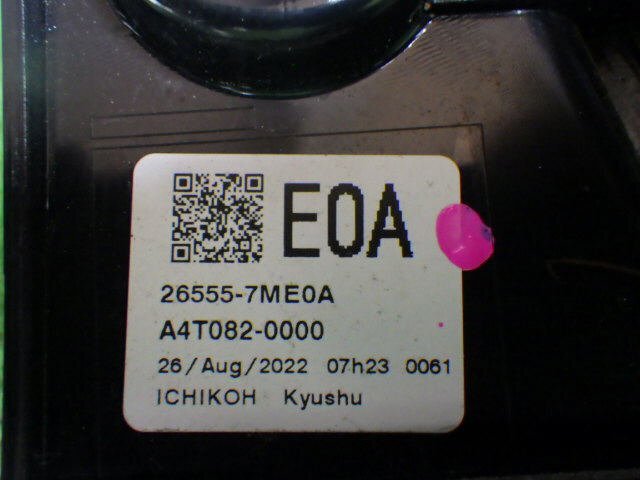 E0A
26555-7ME0A
A4T082-0000
26/Aug/2022 07h23 0061
ICHIKOH Kyushu